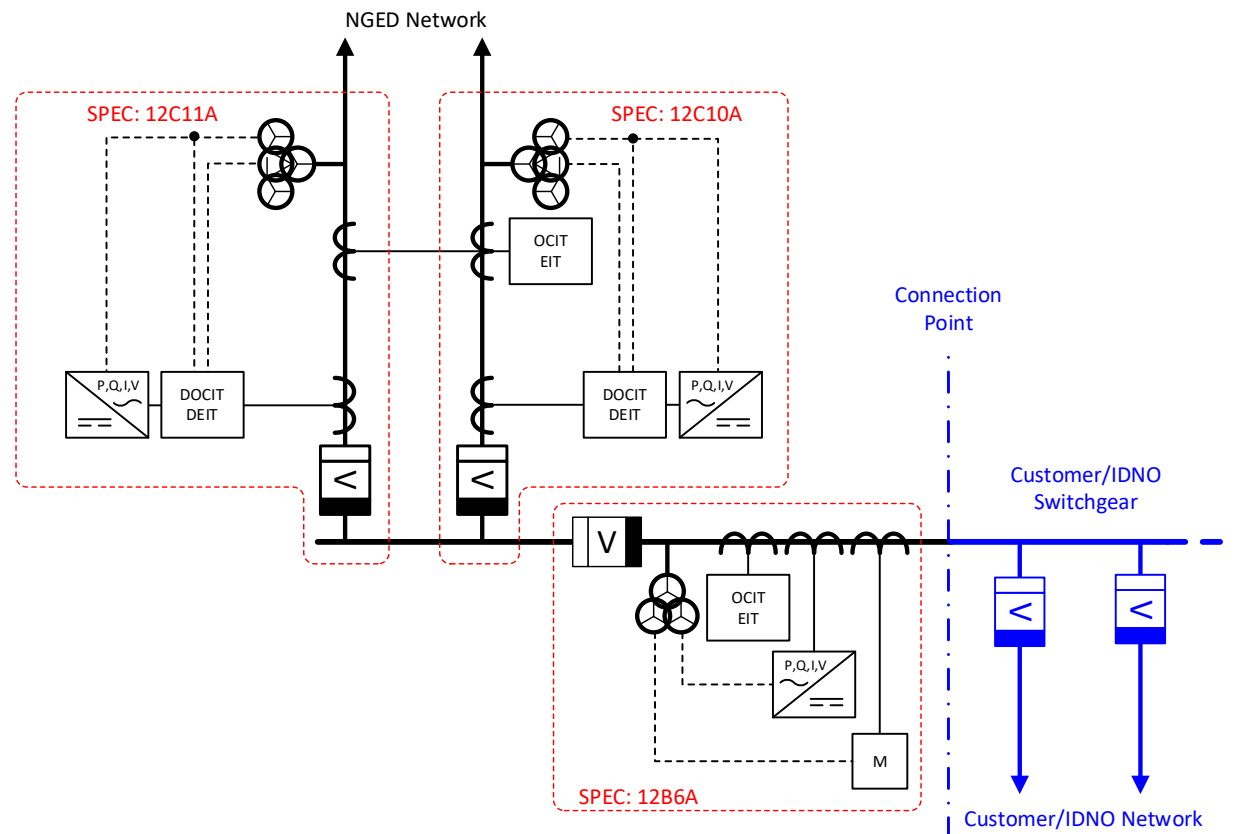 NGED Network
SPEC: 12C11A
SPEC: 12C10A
OCIT
EIT
P,Q,I,V
DOCIT
DEIT
DOCIT
DEIT
P,Q,I,V
V
V
Connection
Point
Customer/IDNO
Switchgear
V
OCIT
EIT
P,Q,I,V
M
SPEC: 12B6A
V
V
Customer/IDNO Network